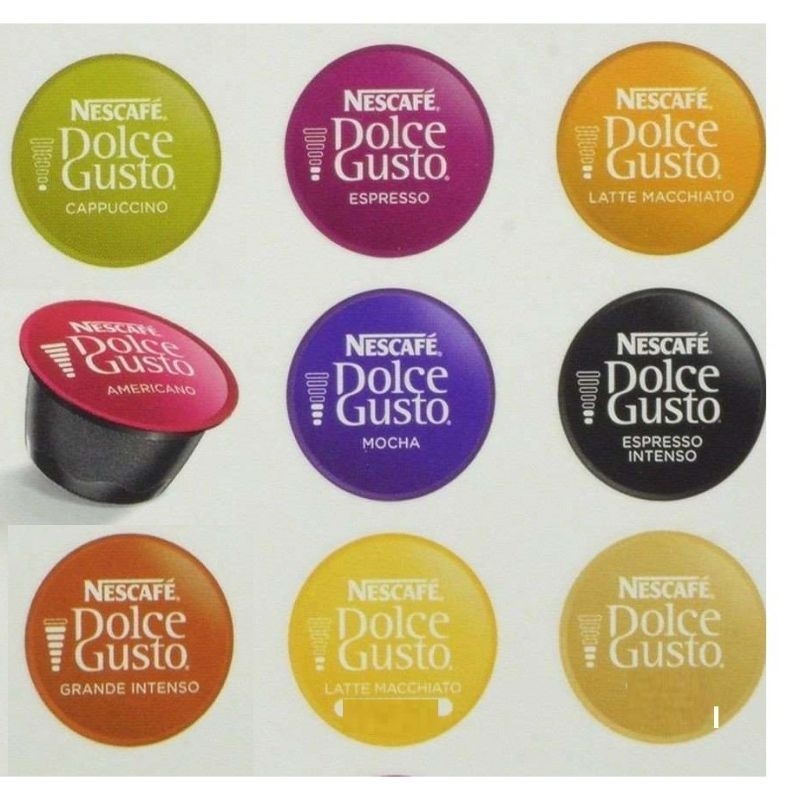 NESCAFÉ®
Dolce
Gusto®
CAPPUCCINO
NESCAFÉ®
Dolce
Gusto®
ESPRESSO
NESCAFÉ®
Dolce
Gusto®
LATTE MACCHIATO
NESCAFÉ
Dolce
Gusto®
AMERICANO
NESCAFÉ®
Dolce
Gusto®
MOCHA
NESCAFÉ®
Dolce
Gusto®
ESPRESSO
INTENSO
NESCAFÉ®
Dolce
Gusto®
GRANDE INTENSO
NESCAFÉ®
Dolce
Gusto®
LATTE MACCHIATO
NESCAFÉ®
Dolce
Gusto®